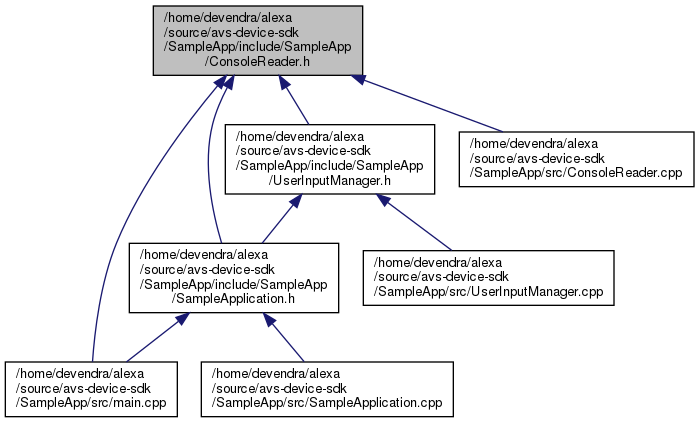 /home/devendra/alexa
/source/avs-device-sdk
/SampleApp/include/SampleApp
/ConsoleReader.h
/home/devendra/alexa
/source/avs-device-sdk
/SampleApp/include/SampleApp
/UserInputManager.h
/home/devendra/alexa
/source/avs-device-sdk
/SampleApp/src/ConsoleReader.cpp
/home/devendra/alexa
/source/avs-device-sdk
/SampleApp/include/SampleApp
/SampleApplication.h
/home/devendra/alexa
/source/avs-device-sdk
/SampleApp/src/UserInputManager.cpp
/home/devendra/alexa
/source/avs-device-sdk
/SampleApp/src/main.cpp
/home/devendra/alexa
/source/avs-device-sdk
/SampleApp/src/SampleApplication.cpp